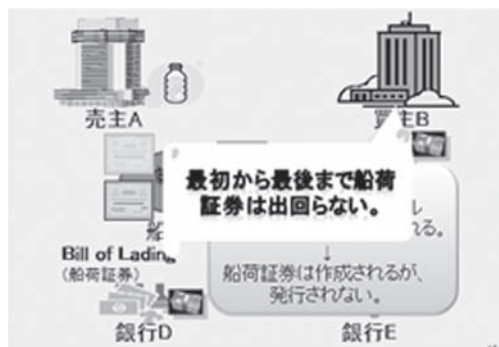 売主A
買主B
最初から最後まで船荷
証券は出回らない。
ル
る。
↓
Bill of Lading
(船荷証券)
船荷証券は作成されるが、
発行されない。
銀行D
銀行E